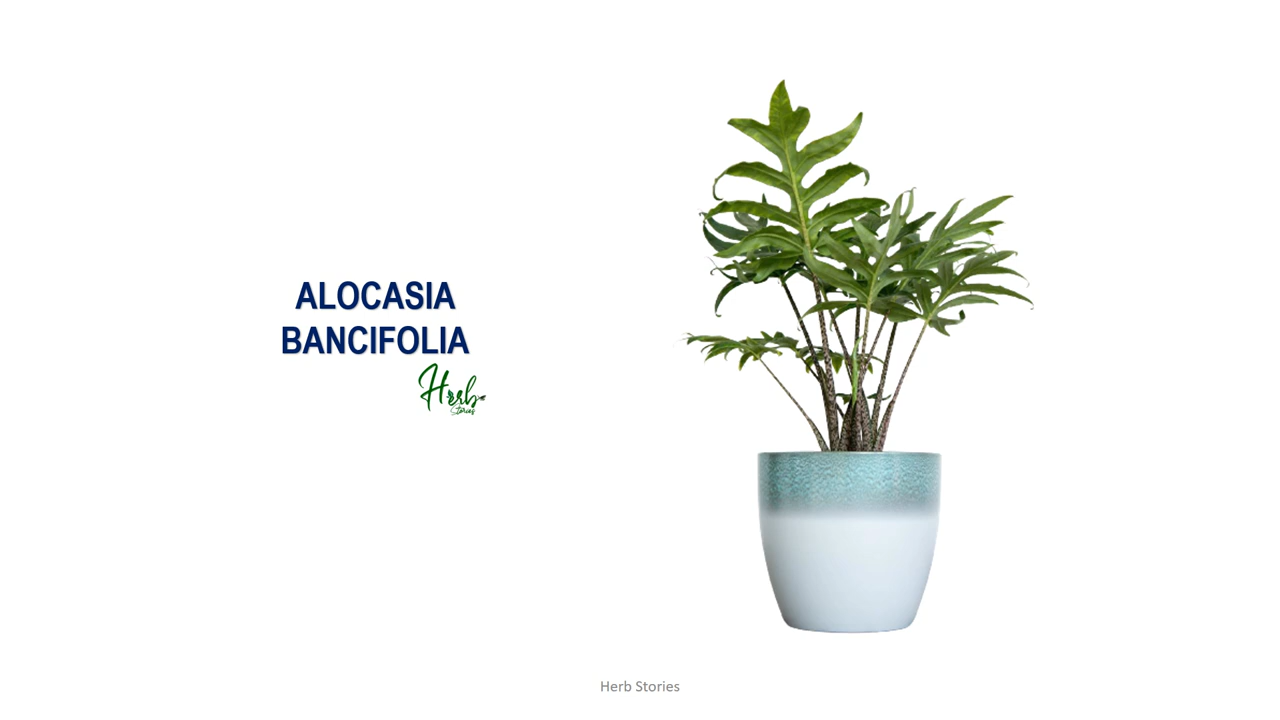 ALOCASIA
BANCIFOLIA
Herb
Stories
Herb Stories